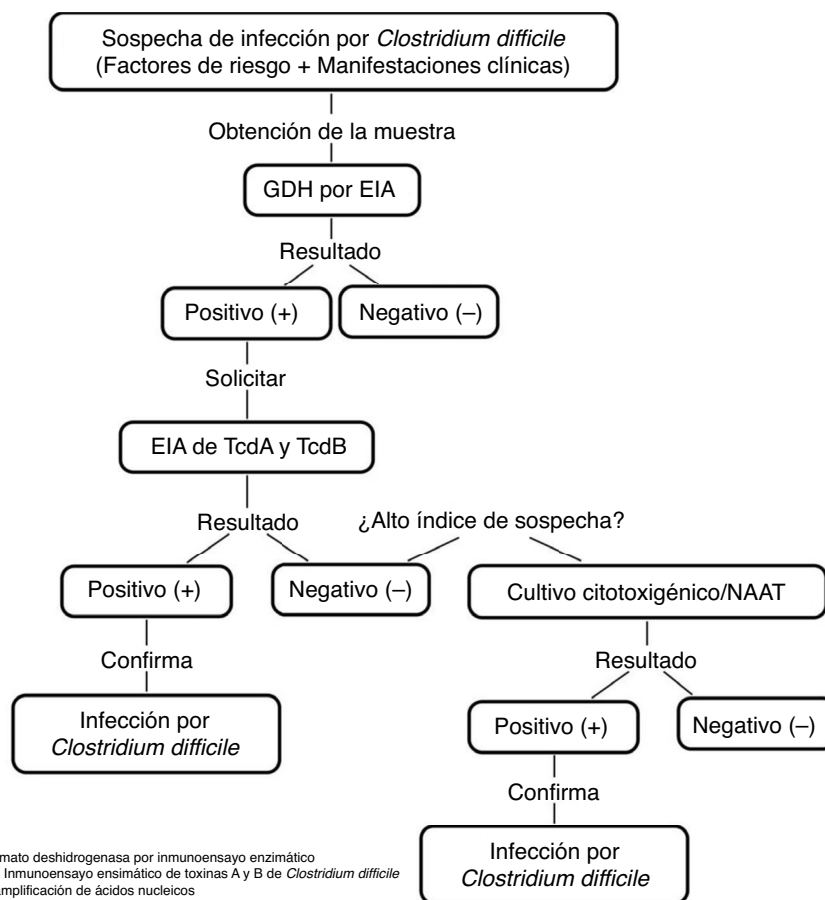 Sospecha de infección por Clostridium difficile
(Factores de riesgo + Manifestaciones clínicas)
Obtención de la muestra
GDH por EIA
Resultado
Positivo (+)
Negativo (–)
Solicitar
EIA de TcdA y TcdB
Resultado
¿Alto índice de sospecha?
Positivo (+)
Negativo (–)
Cultivo citotoxigénico/NAAT
Confirma
Resultado
Infección por
Clostridium difficile
Positivo (+)
Negativo (–)
Confirma
Infección por
Clostridium difficile
mato deshidrogenasa por inmunoensayo enzimático
Inmunoensayo ensimático de toxinas A y B de Clostridium difficile
amplificación de ácidos nucleicos